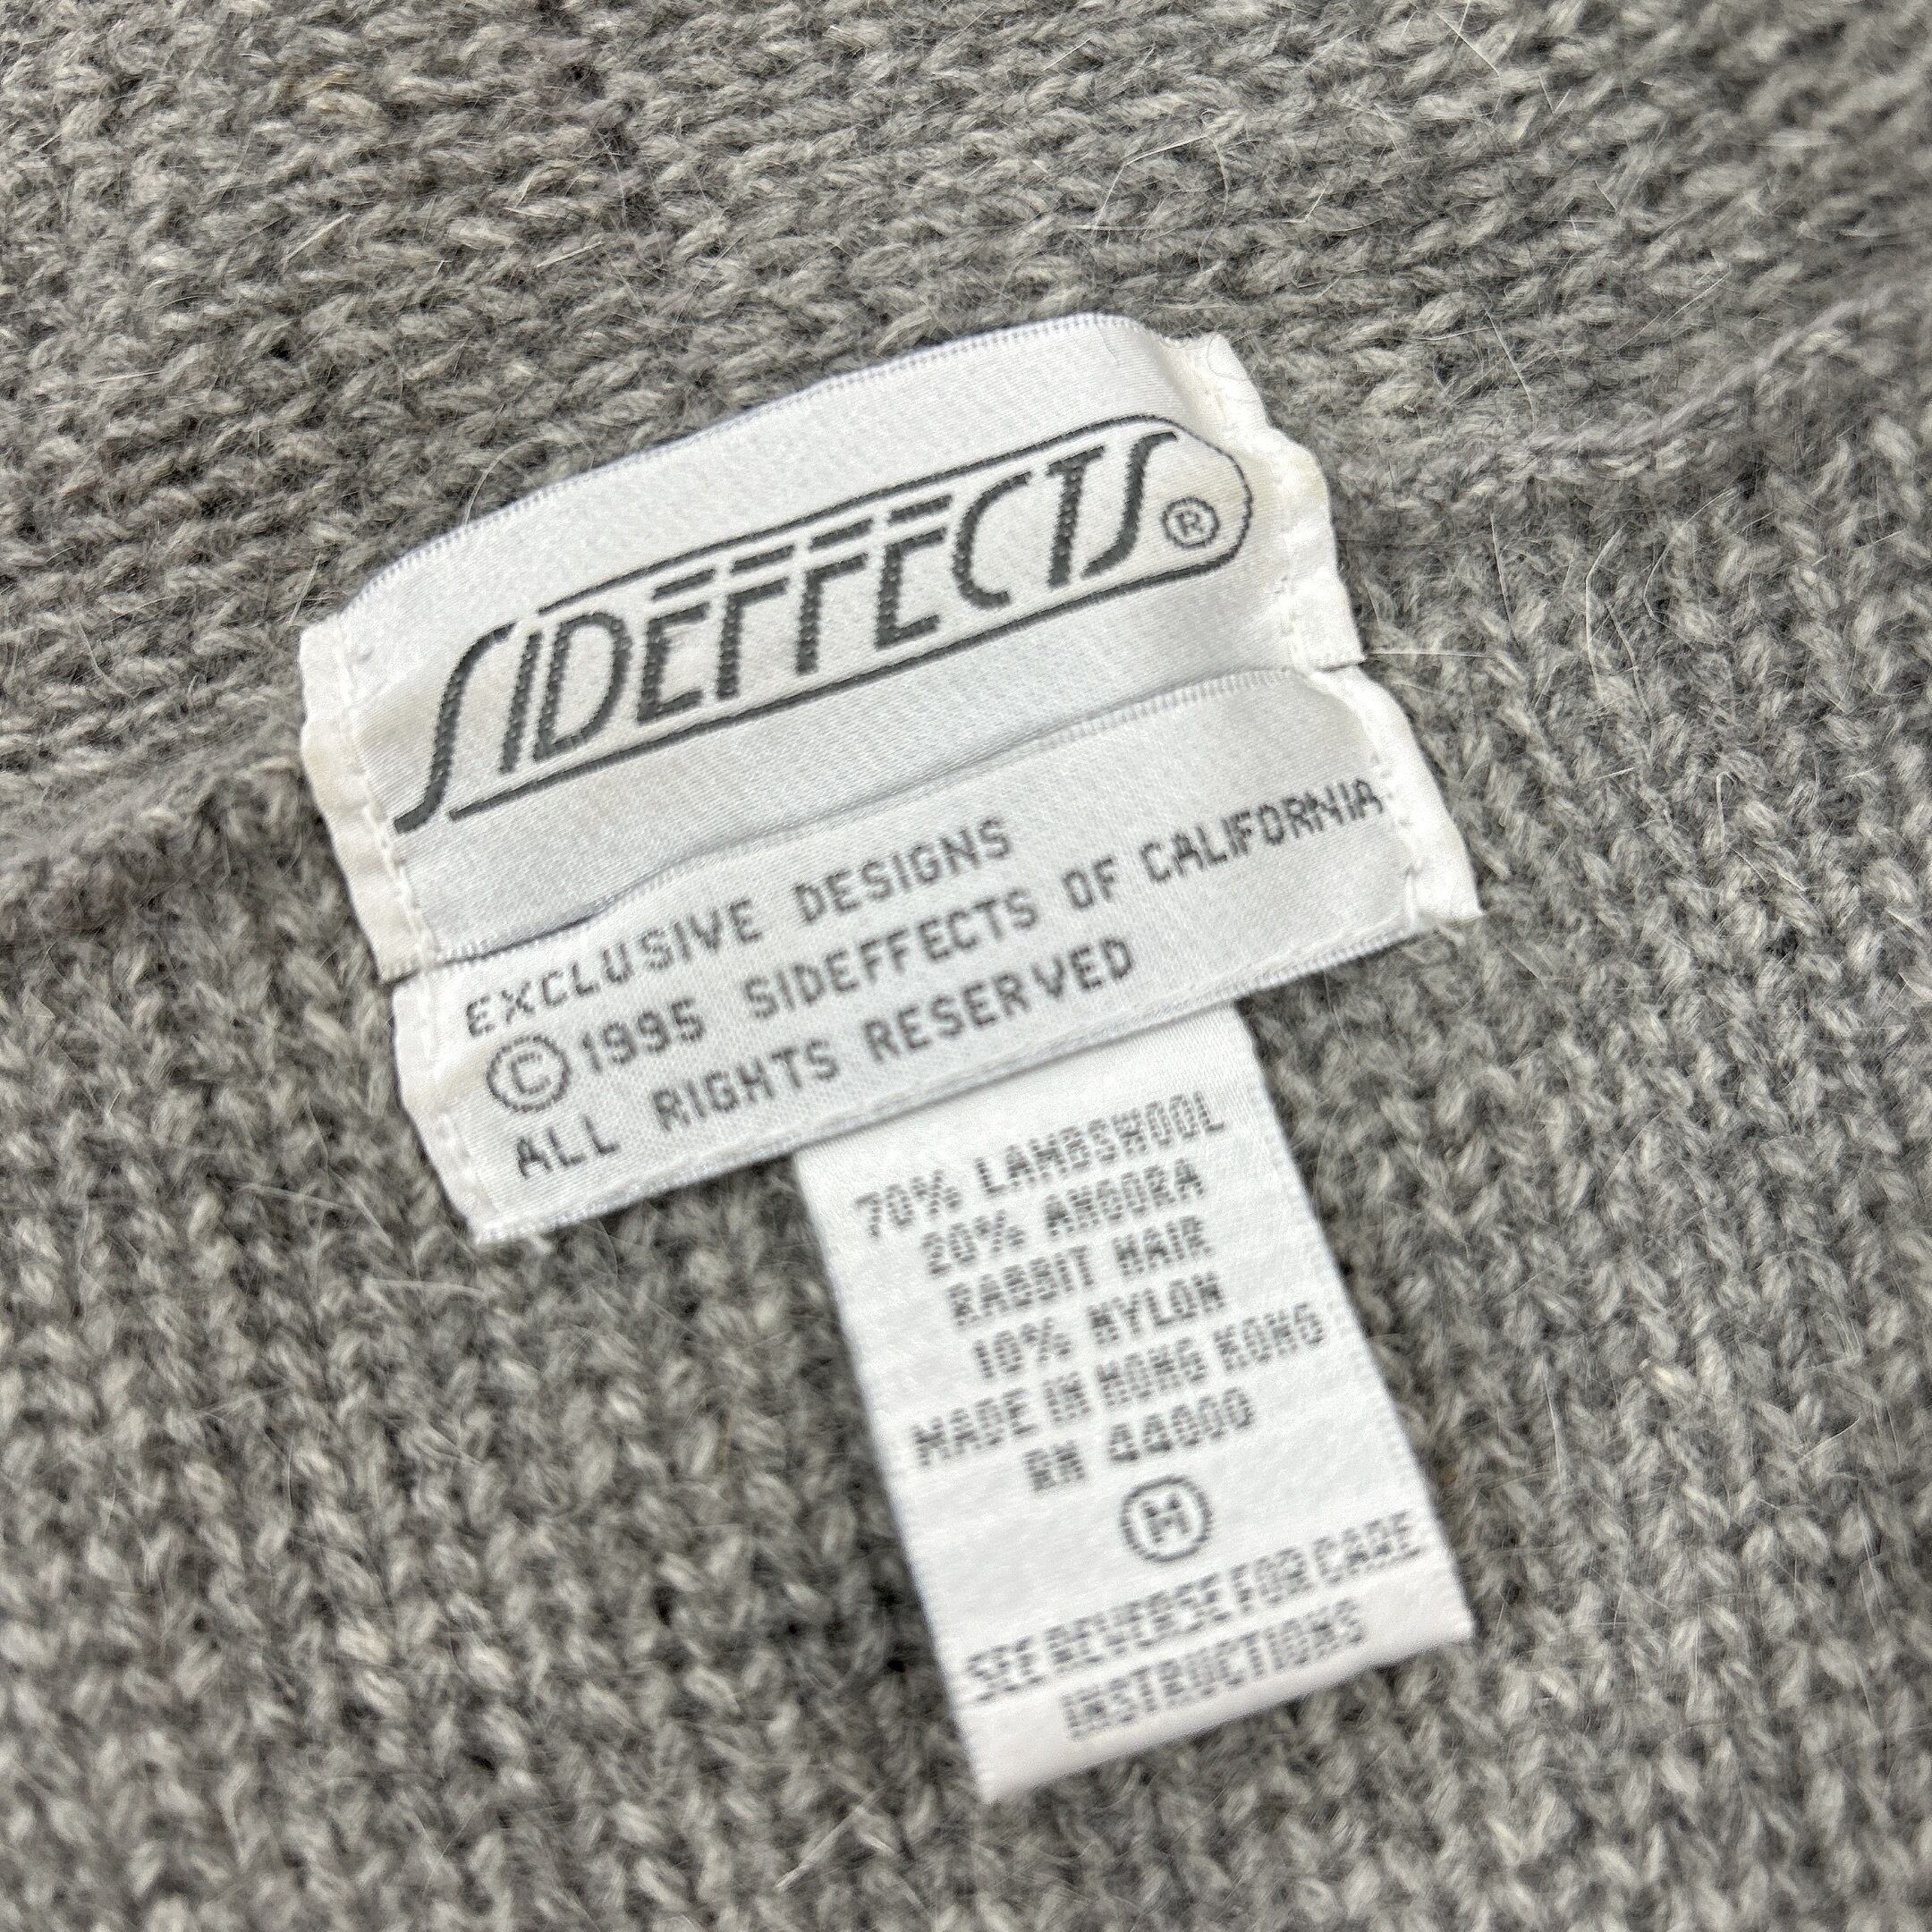 SIDEFFECTS®
EXCLUSIVE DESIGNS
©1995 SIDEFFECTS OF CALIFORNIA
ALL RIGHTS RESERVED
70% LAMBSWOOL
20% ANGORA
RABBIT HAIR
10% NYLON
MADE IN HONG KONG
RN 44000
Ⓜ
SEE REVERSE FOR CARE
INSTRUCTIONS